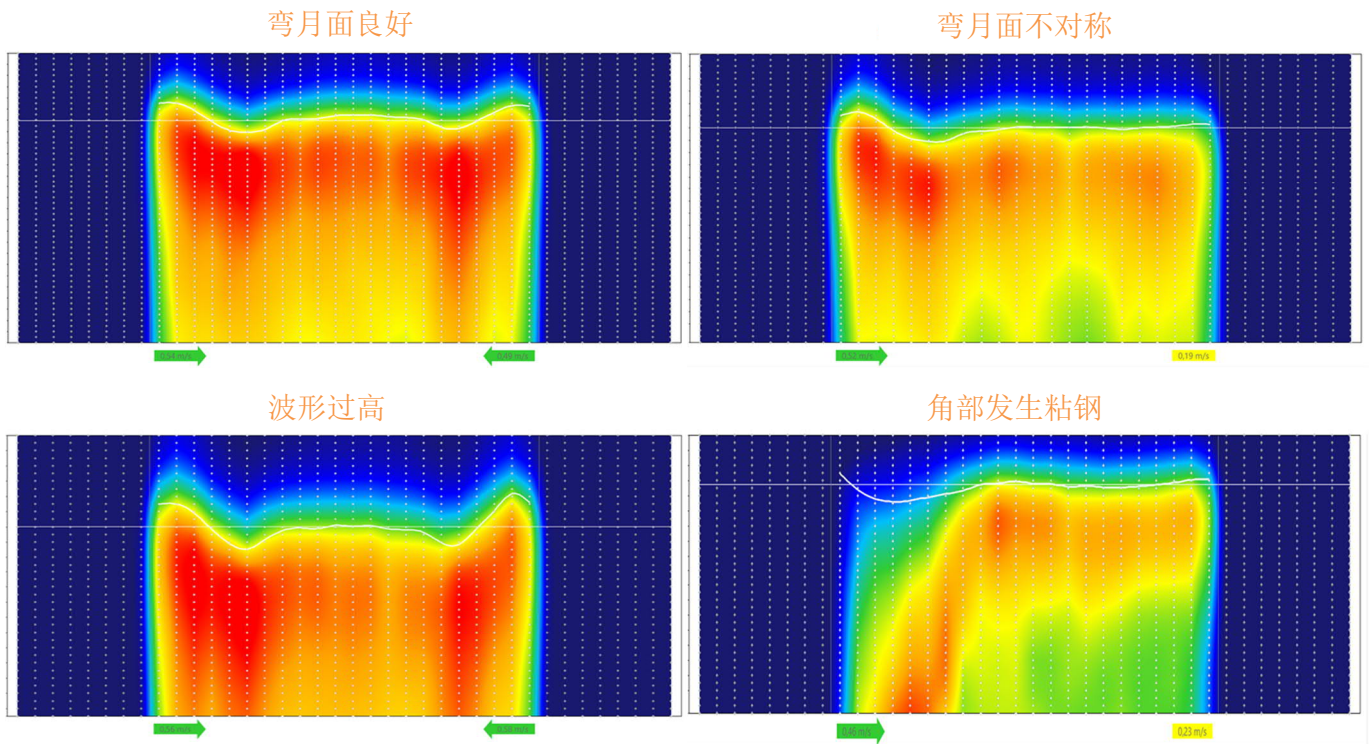 弯月面良好
弯月面不对称
0,54 m/s
0,49 m/s
0,52 m/s
0,19 m/s
波形过高
角部发生粘钢
0,56 m/s
0,58 m/s
0,46 m/s
0,23 m/s